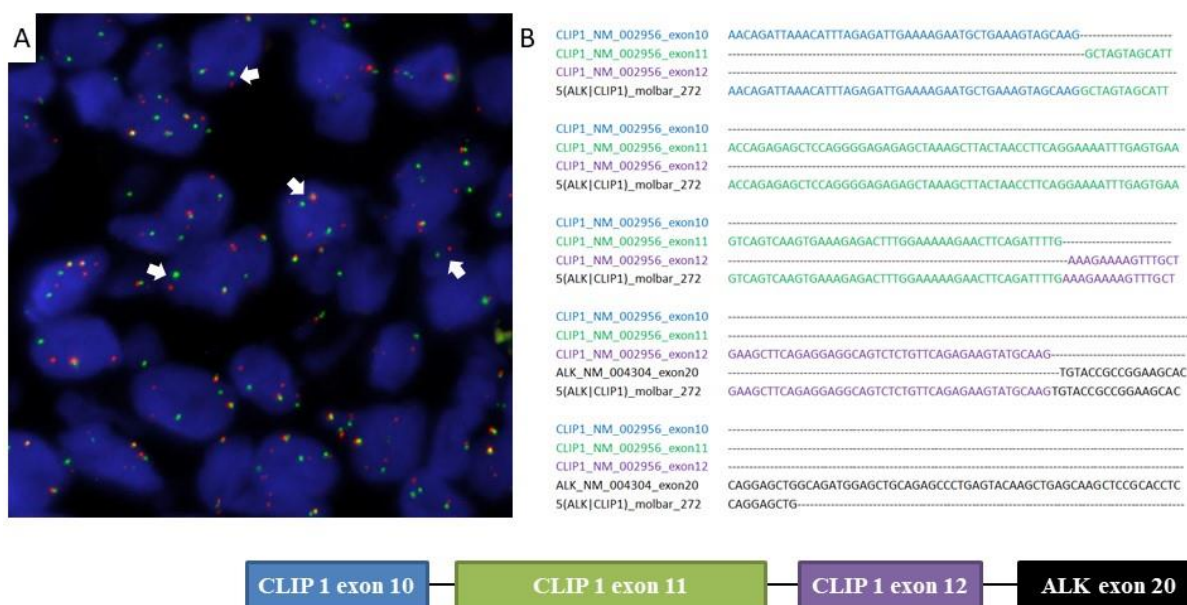 A
B
CLIP1_NM_002956_exon10 AACAGATTAAACATTTAGAGATTGAAAAGAATGCTGAAAGTAGCAAG---------------------
CLIP1_NM_002956_exon11 ------------------------------------------------GCTAGTAGCATT
CLIP1_NM_002956_exon12 ------------------------------------------------------------
5(ALK|CLIP1)_molbar_272 AACAGATTAAACATTTAGAGATTGAAAAGAATGCTGAAAGTAGCAAGGCTAGTAGCATT
CLIP1_NM_002956_exon10 ------------------------------------------------------------
CLIP1_NM_002956_exon11 ACCAGAGAGCTCCAGGGGAGAGAGCTAAAGCTTACTAACCTTCAGGAAAATTTGAGTGAA
CLIP1_NM_002956_exon12 ------------------------------------------------------------
5(ALK|CLIP1)_molbar_272 ACCAGAGAGCTCCAGGGGAGAGAGCTAAAGCTTACTAACCTTCAGGAAAATTTGAGTGAA
CLIP1_NM_002956_exon10 ------------------------------------------------------------
CLIP1_NM_002956_exon11 GTCAGTCAAGTGAAAGAGACTTTGGAAAAAGAACTTCAGATTTTG---------------
CLIP1_NM_002956_exon12 ---------------------------------------------AAAGAAAAGTTTGCT
5(ALK|CLIP1)_molbar_272 GTCAGTCAAGTGAAAGAGACTTTGGAAAAAGAACTTCAGATTTTGAAAGAAAAGTTTGCT
CLIP1_NM_002956_exon10 ------------------------------------------------------------
CLIP1_NM_002956_exon11 ------------------------------------------------------------
CLIP1_NM_002956_exon12 GAAGCTTCAGAGGAGGCAGTCTCTGTTCAGAGAAGTATGCAAG-----------------
ALK_NM_004304_exon20 -------------------------------------------TGTACCGCCGGAAGCAC
5(ALK|CLIP1)_molbar_272 GAAGCTTCAGAGGAGGCAGTCTCTGTTCAGAGAAGTATGCAAGTGTACCGCCGGAAGCAC
CLIP1_NM_002956_exon10 ------------------------------------------------------------
CLIP1_NM_002956_exon11 ------------------------------------------------------------
CLIP1_NM_002956_exon12 ------------------------------------------------------------
ALK_NM_004304_exon20 CAGGAGCTGGCAGATGGAGCTGCAGAGCCCTGAGTACAAGCTGAGCAAGCTCCGCACCTC
5(ALK|CLIP1)_molbar_272 CAGGAGCTG---------------------------------------------------
CLIP 1 exon 10 CLIP 1 exon 11 CLIP 1 exon 12 ALK exon 20